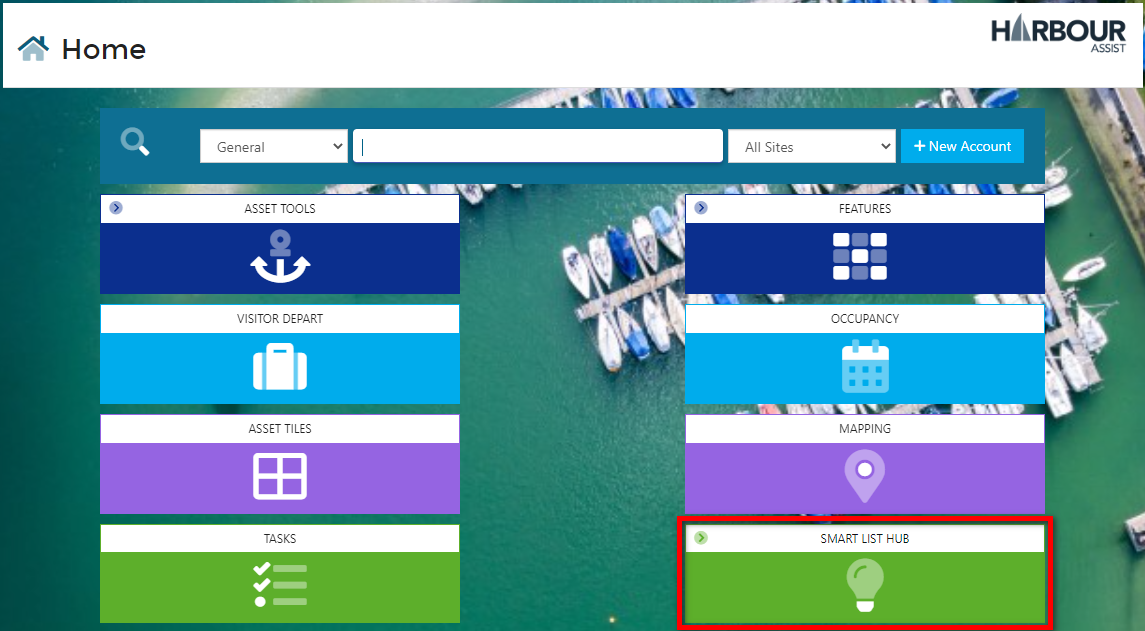 Home
HARBOUR
ASSIST
General
All Sites
+ New Account
ASSET TOOLS
FEATURES
VISITOR DEPART
OCCUPANCY
ASSET TILES
MAPPING
TASKS
SMART LIST HUB